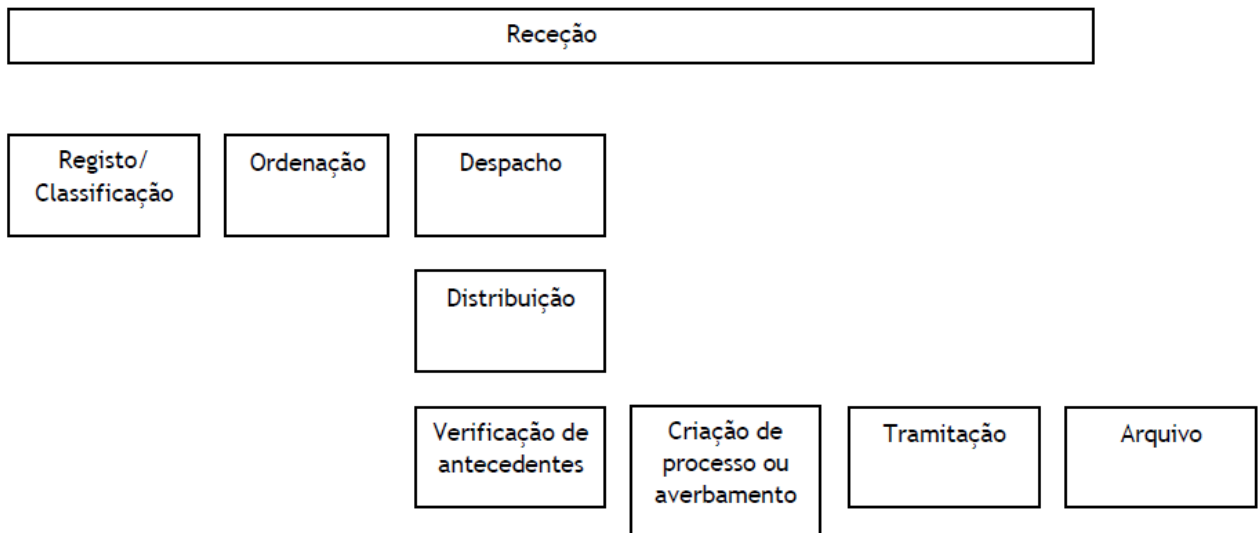 Receção
Registo/
Classificação
Ordenação
Despacho
Distribuição
Verificação de
antecedentes
Criação de
processo ou
averbamento
Tramitação
Arquivo